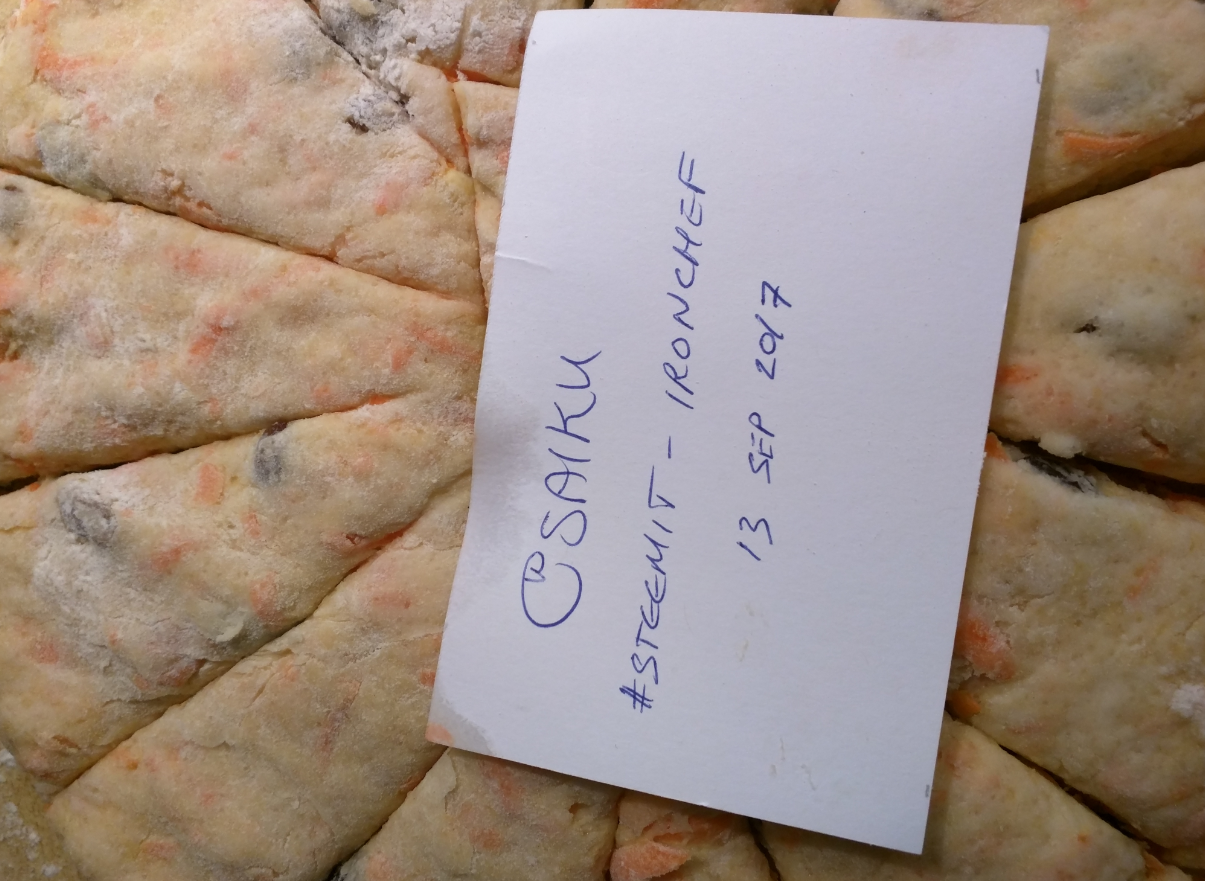 @SAIKU
#STEEMIT-IRONCHEF
13 SEP 2017